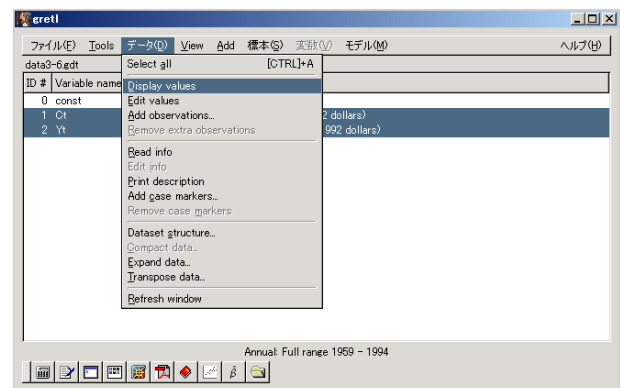 gretl
ファイル(F) Tools データ(D) View Add 標本(S) 変数(V) モデル(M) ヘルプ(H)
data3-6.gdt
ID # Variable name
0 const
1 Ct 2 dollars)
2 Yt 992 dollars)
Select all [CTRL]+A
Display values
Edit values
Add observations...
Remove extra observations
Read info
Edit info
Print description
Add case markers...
Remove case markers
Dataset structure...
Compact data...
Expand data...
Transpose data...
Refresh window
Annual: Full range 1959 - 1994
β̂